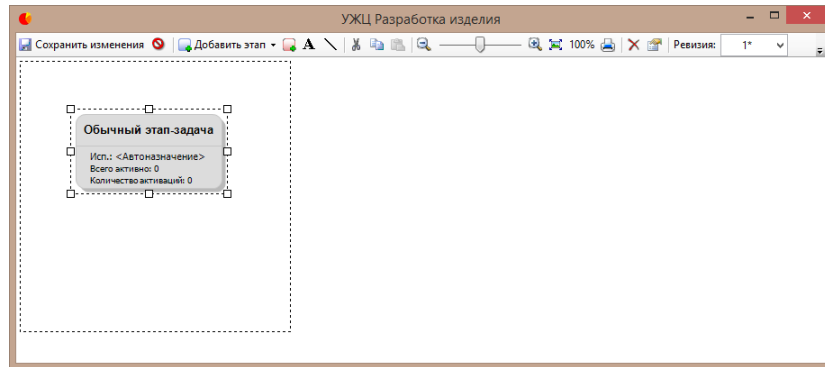 УЖЦ Разработка изделия
Сохранить изменения Добавить этап A 100% Ревизия: 1*
Обычный этап-задача
Исп.: <Автоназначение>
Всего активно: 0
Количество активаций: 0